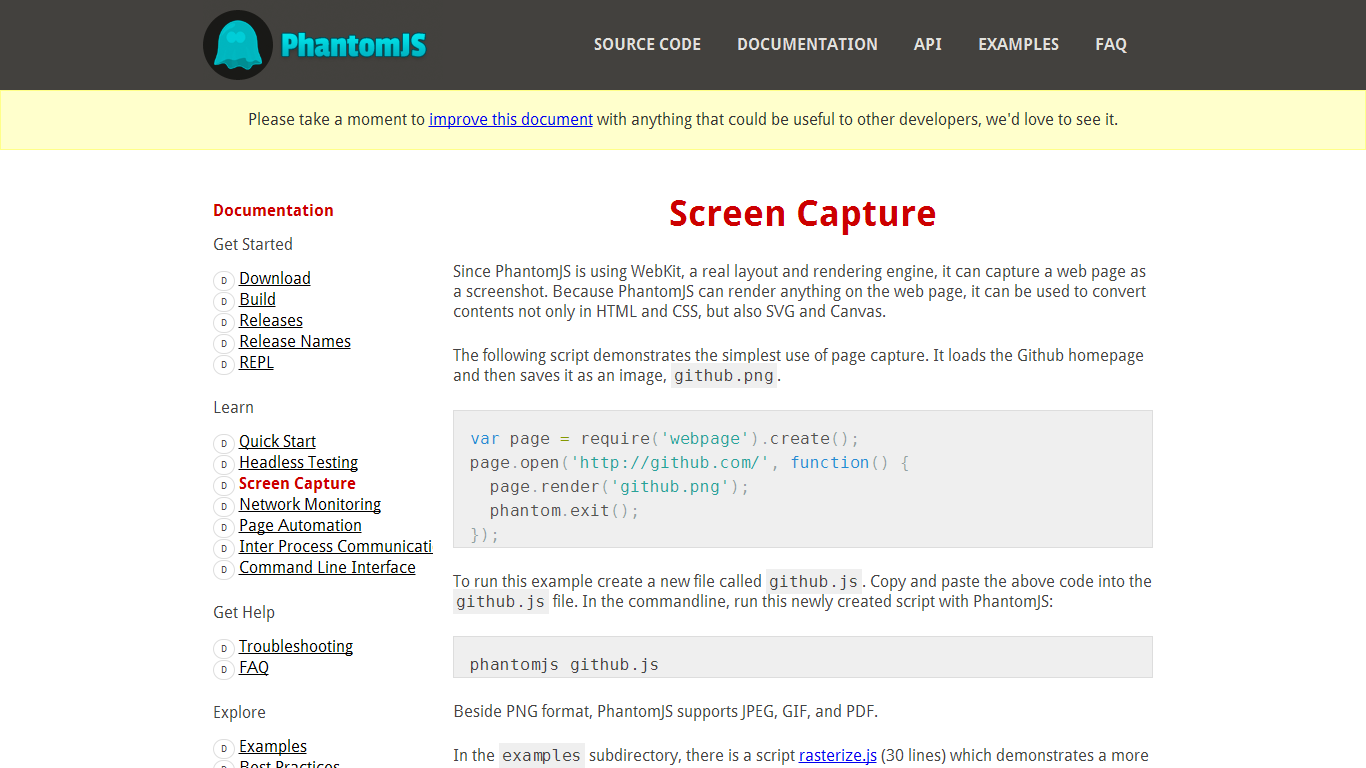 PhantomJS
SOURCE CODE DOCUMENTATION API EXAMPLES FAQ
Please take a moment to improve this document with anything that could be useful to other developers, we'd love to see it.
Documentation
Get Started
D Download
D Build
D Releases
D Release Names
D REPL
Learn
D Quick Start
D Headless Testing
D Screen Capture
D Network Monitoring
D Page Automation
D Inter Process Communicati
D Command Line Interface
Get Help
D Troubleshooting
D FAQ
Explore
D Examples
Best Practices
Screen Capture
Since PhantomJS is using WebKit, a real layout and rendering engine, it can capture a web page as
a screenshot. Because PhantomJS can render anything on the web page, it can be used to convert
contents not only in HTML and CSS, but also SVG and Canvas.
The following script demonstrates the simplest use of page capture. It loads the Github homepage
and then saves it as an image, github.png.
var page = require('webpage').create();
page.open('http://github.com/', function() {
  page.render('github.png');
  phantom.exit();
});
To run this example create a new file called github.js. Copy and paste the above code into the
github.js file. In the commandline, run this newly created script with PhantomJS:
phantomjs github.js
Beside PNG format, PhantomJS supports JPEG, GIF, and PDF.
In the examples subdirectory, there is a script rasterize.js (30 lines) which demonstrates a more